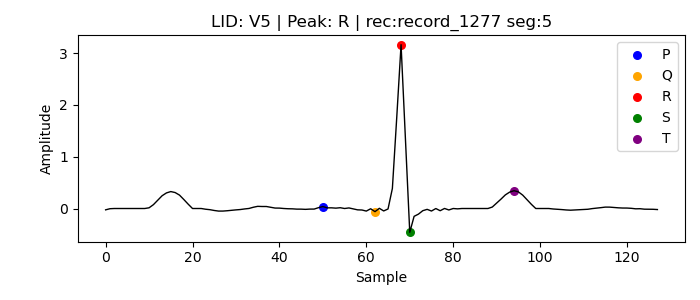 LID: V5 | Peak: R | rec:record_1277 seg:5
Amplitude
3
2
1
0
P
Q
R
S
T
0 20 40 60 80 100 120
Sample